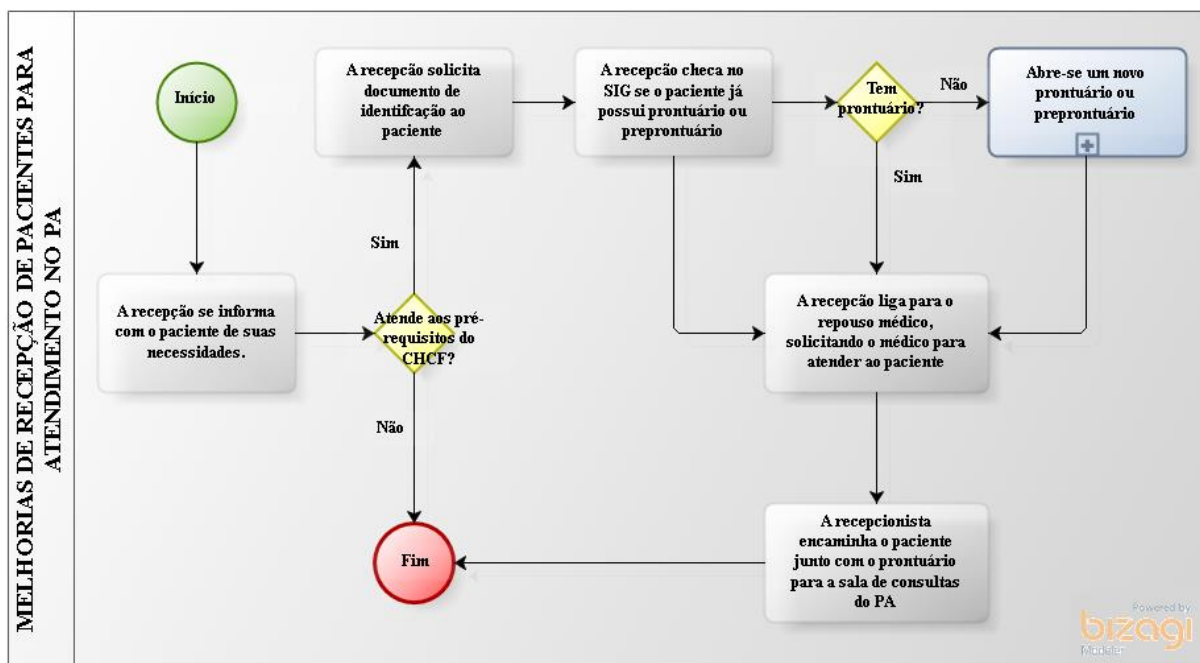 MELHORIAS DE RECEPÇÃO DE PACIENTES PARA
ATENDIMENTO NO PA
Início
A recepção solicita
documento de
identifcação ao
paciente
A recepção checa no
SIG se o paciente já
possui prontuário ou
preprontuário
Tem
prontuário?
Não
Abre-se um novo
prontuário ou
preprontuário
Sim
Sim
A recepção se informa
com o paciente de suas
necessidades.
Atende aos pré-
requisitos do
CHCF?
A recepção liga para o
repouso médico,
solicitando o médico para
atender ao paciente
Não
Fim
A recepcionista
encaminha o paciente
junto com o prontuário
para a sala de consultas
do PA
Powered by
bizagi
Modeler